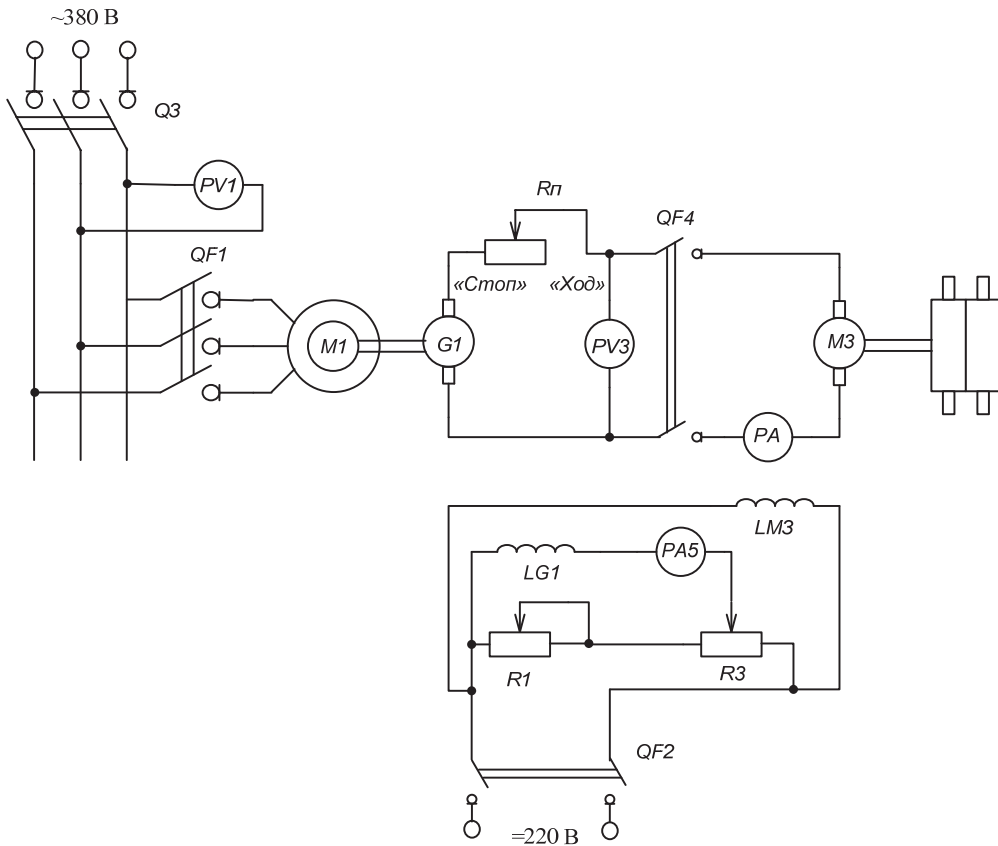 ~380 В
Q3
PV1
Rп
QF4
QF1
«Стоп» «Ход»
M1
G1
PV3
M3
PA
LM3
PA5
LG1
R1
R3
QF2
=220 В